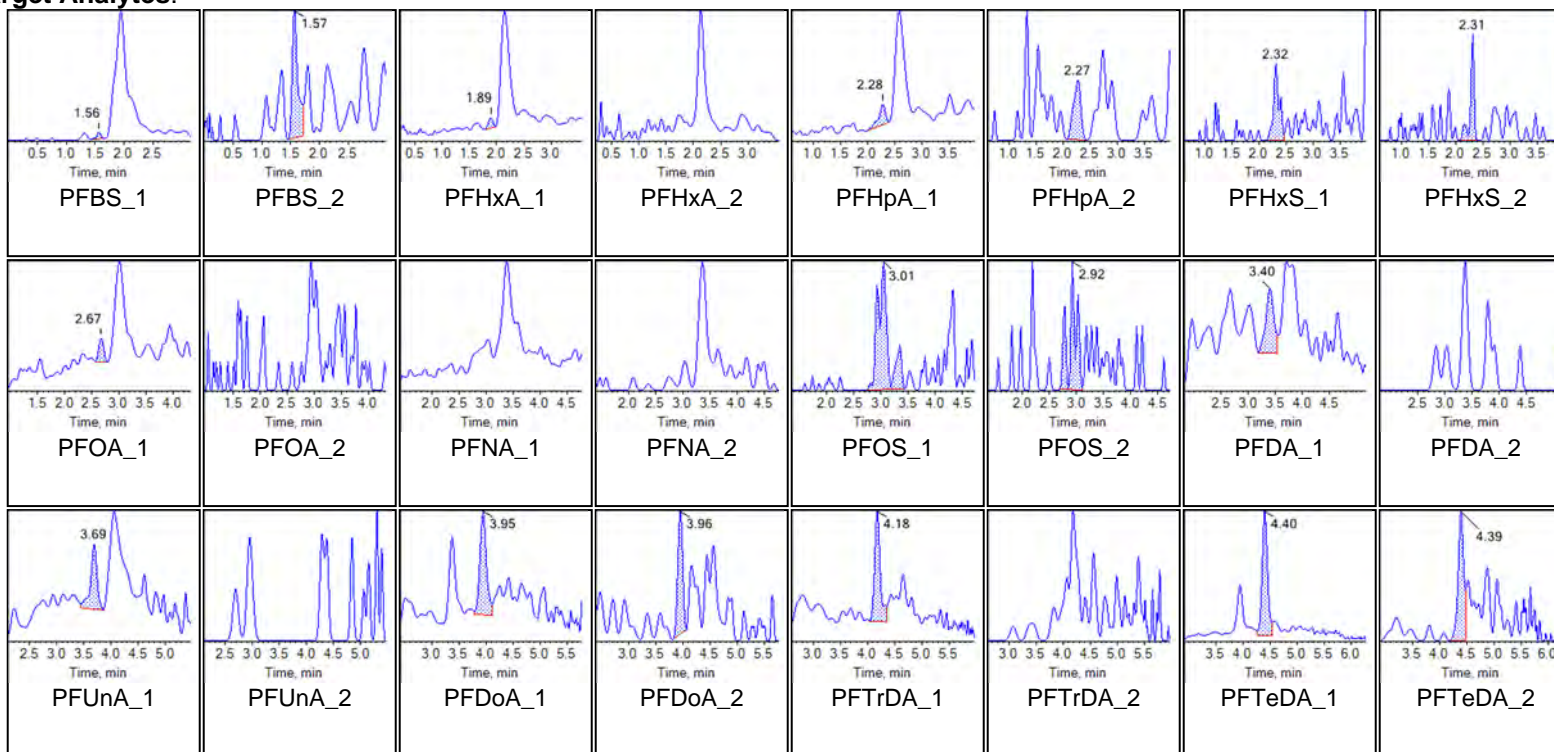 rget Analytes:
1.56
0.5 1.0 1.5 2.0 2.5
Time, min
PFBS_1
1.57
0.5 1.0 1.5 2.0 2.5
Time, min
PFBS_2
1.89
0.5 1.0 1.5 2.0 2.5 3.0
Time, min
PFHxA_1
0.5 1.0 1.5 2.0 2.5 3.0
Time, min
PFHxA_2
2.28
1.0 1.5 2.0 2.5 3.0 3.5
Time, min
PFHpA_1
2.27
1.0 1.5 2.0 2.5 3.0 3.5
Time, min
PFHpA_2
2.32
1.0 1.5 2.0 2.5 3.0 3.5
Time, min
PFHxS_1
2.31
1.0 1.5 2.0 2.5 3.0 3.5
Time, min
PFHxS_2
2.67
1.5 2.0 2.5 3.0 3.5 4.0
Time, min
PFOA_1
1.5 2.0 2.5 3.0 3.5 4.0
Time, min
PFOA_2
2.0 2.5 3.0 3.5 4.0 4.5
Time, min
PFNA_1
2.0 2.5 3.0 3.5 4.0 4.5
Time, min
PFNA_2
3.01
2.0 2.5 3.0 3.5 4.0 4.5
Time, min
PFOS_1
2.92
2.0 2.5 3.0 3.5 4.0 4.5
Time, min
PFOS_2
3.40
2.5 3.0 3.5 4.0 4.5
Time, min
PFDA_1
2.5 3.0 3.5 4.0 4.5
Time, min
PFDA_2
3.69
2.5 3.0 3.5 4.0 4.5 5.0
Time, min
PFUnA_1
2.5 3.0 3.5 4.0 4.5 5.0
Time, min
PFUnA_2
3.95
3.0 3.5 4.0 4.5 5.0 5.5
Time, min
PFDoA_1
3.96
3.0 3.5 4.0 4.5 5.0 5.5
Time, min
PFDoA_2
4.18
3.0 3.5 4.0 4.5 5.0 5.5
Time, min
PFTrDA_1
3.0 3.5 4.0 4.5 5.0 5.5
Time, min
PFTrDA_2
4.40
3.5 4.0 4.5 5.0 5.5 6.0
Time, min
PFTeDA_1
4.39
3.5 4.0 4.5 5.0 5.5 6.0
Time, min
PFTeDA_2